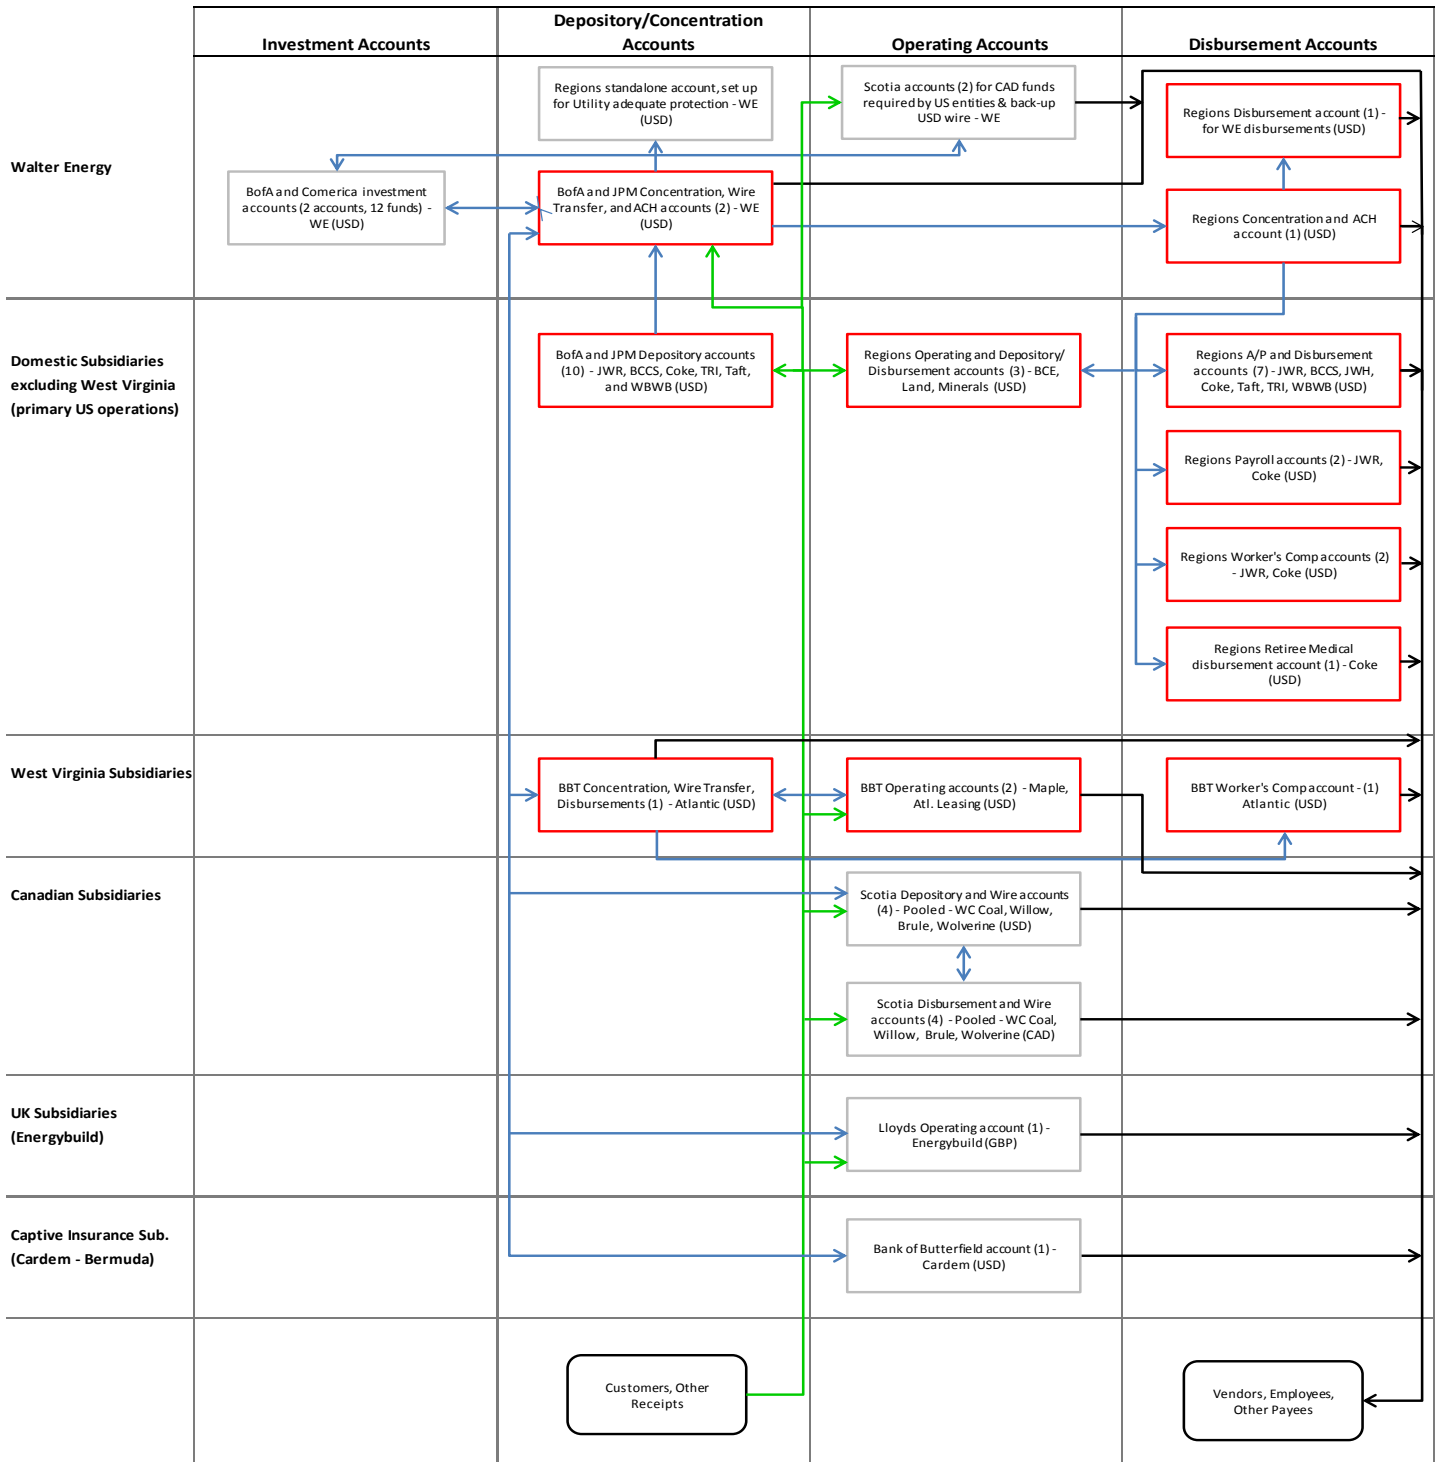 Depository/Concentration
Investment Accounts
Accounts
Operating Accounts
Disbursement Accounts
Walter Energy
Regions standalone account, set up
for Utility adequate protection - WE
(USD)
Scotia accounts (2) for CAD funds
required by US entities & back-up
USD wire - WE
Regions Disbursement account (1) -
for WE disbursements (USD)
BofA and Comerica investment
accounts (2 accounts, 12 funds) -
WE (USD)
BofA and JPM Concentration, Wire
Transfer, and ACH accounts (2) - WE
(USD)
Regions Concentration and ACH
account (1) (USD)
Domestic Subsidiaries
excluding West Virginia
(primary US operations)
BofA and JPM Depository accounts
(10) - JWR, BCCS, Coke, TRI, Taft,
and WBWB (USD)
Regions Operating and Depository/
Disbursement accounts (3) - BCE,
Land, Minerals (USD)
Regions A/P and Disbursement
accounts (7) - JWR, BCCS, JWH,
Coke, Taft, TRI, WBWB (USD)
Regions Payroll accounts (2) - JWR,
Coke (USD)
Regions Worker's Comp accounts (2)
- JWR, Coke (USD)
Regions Retiree Medical
disbursement account (1) - Coke
(USD)
West Virginia Subsidiaries
BBT Concentration, Wire Transfer,
Disbursements (1) - Atlantic (USD)
BBT Operating accounts (2) - Maple,
Atl. Leasing (USD)
BBT Worker's Comp account - (1)
Atlantic (USD)
Canadian Subsidiaries
Scotia Depository and Wire accounts
(4) - Pooled - WC Coal, Willow,
Brule, Wolverine (USD)
Scotia Disbursement and Wire
accounts (4) - Pooled - WC Coal,
Willow, Brule, Wolverine (CAD)
UK Subsidiaries
(Energybuild)
Lloyds Operating account (1) -
Energybuild (GBP)
Captive Insurance Sub.
(Cardem - Bermuda)
Bank of Butterfield account (1) -
Cardem (USD)
Customers, Other
Receipts
Vendors, Employees,
Other Payees